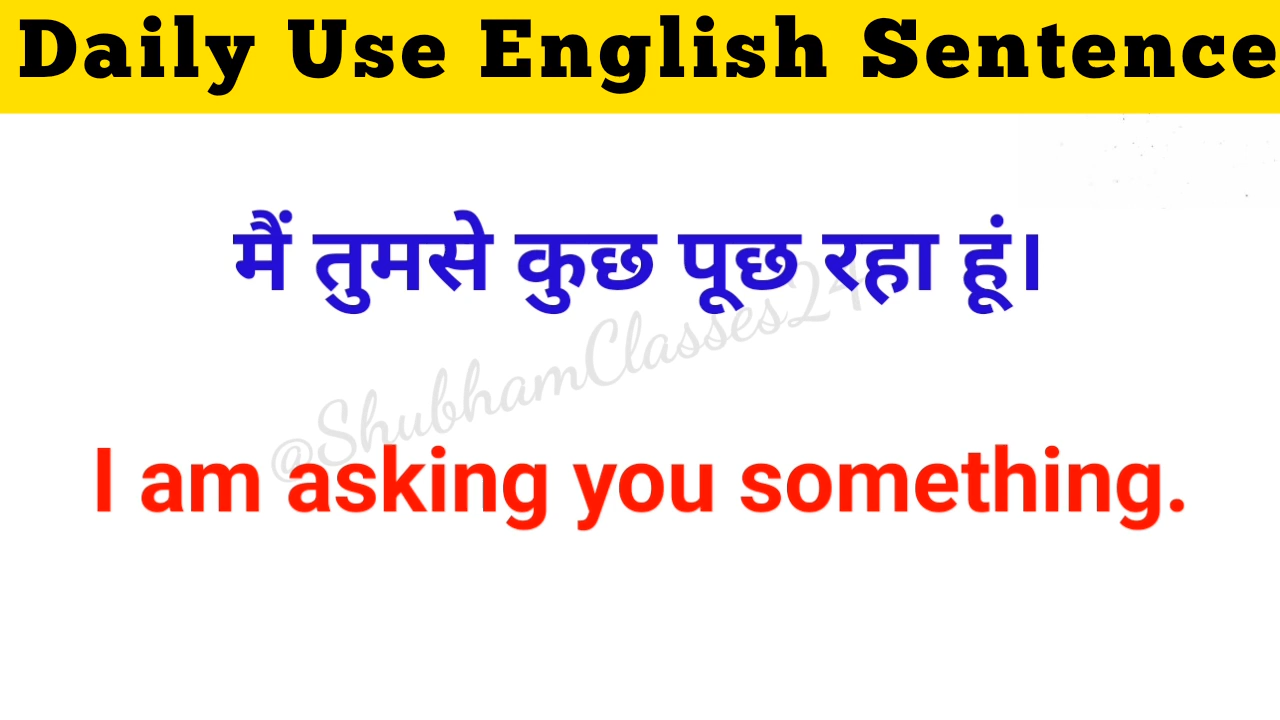 Daily Use English Sentence
मैं तुमसे कुछ पूछ रहा हूं।
@ShubhamClasses24
I am asking you something.